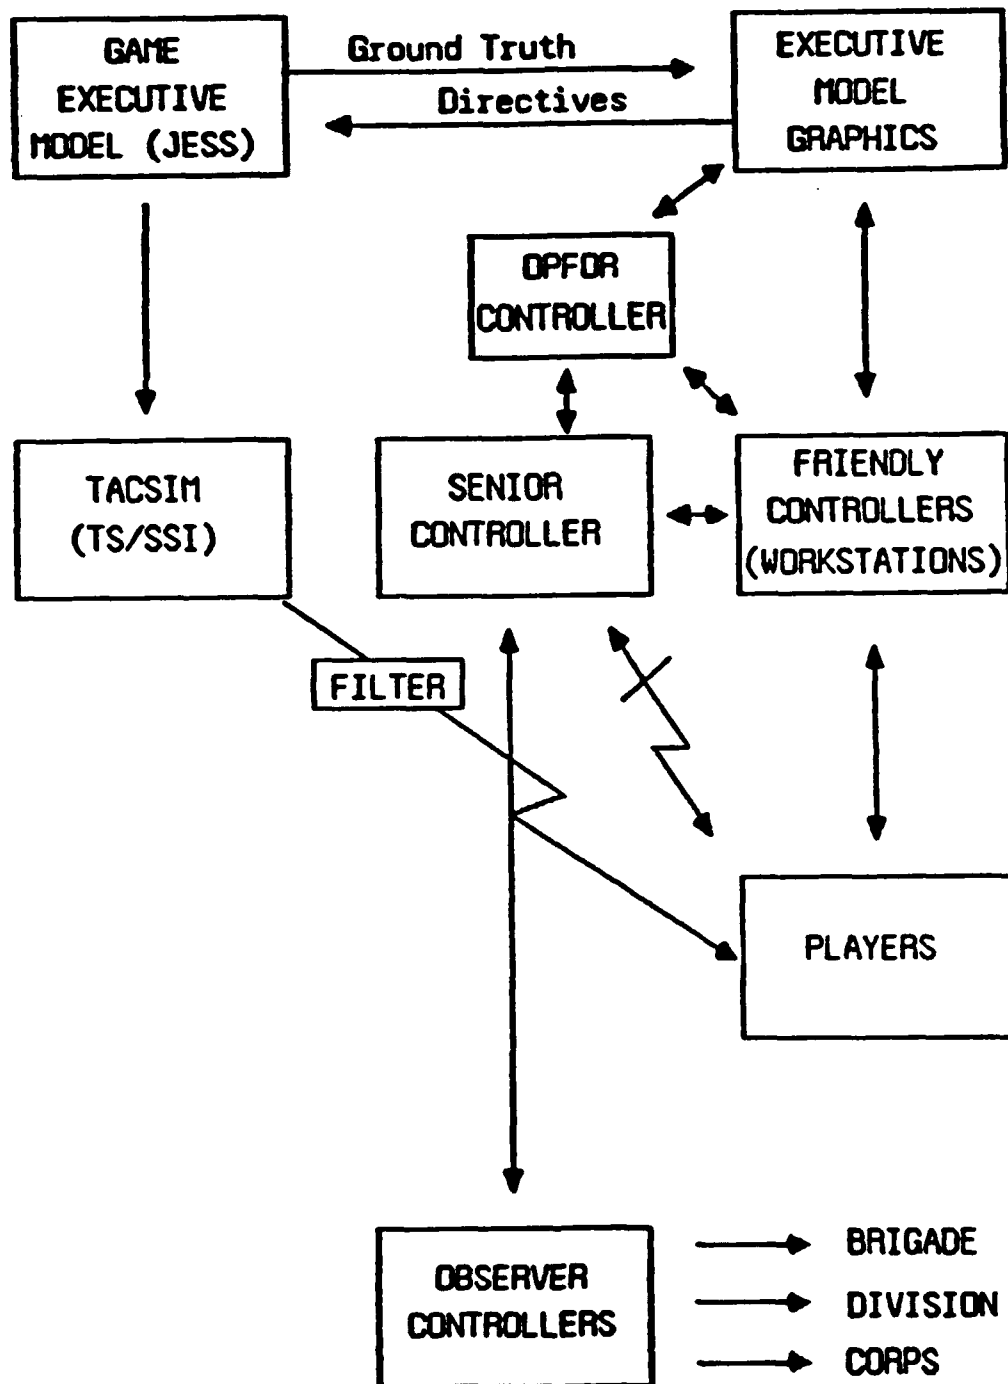 GAME
EXECUTIVE
MODEL (JESS)
Ground Truth
Directives
EXECUTIVE
MODEL
GRAPHICS
OPFOR
CONTROLLER
TACSIM
(TS/SSI)
SENIOR
CONTROLLER
FRIENDLY
CONTROLLERS
(WORKSTATIONS)
FILTER
PLAYERS
OBSERVER
CONTROLLERS
BRIGADE
DIVISION
CORPS